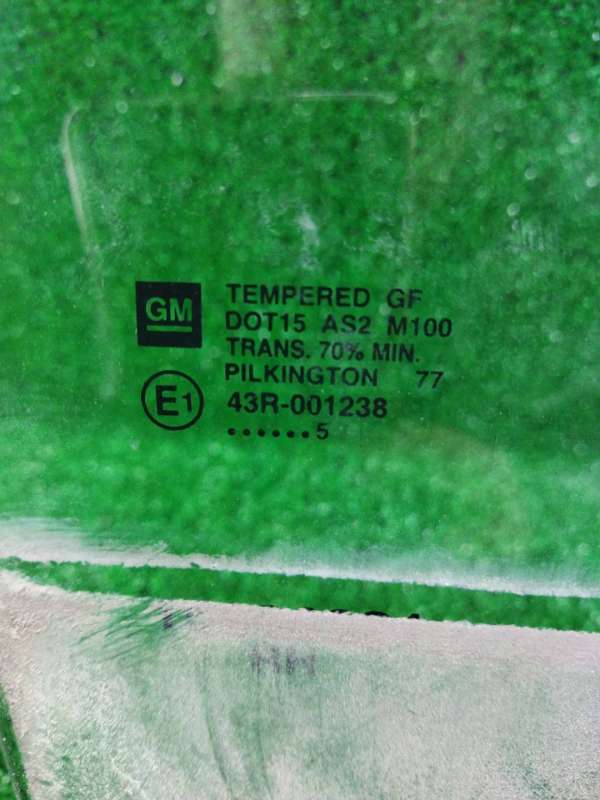 GM
TEMPERED GF
DOT15 AS2 M100
TRANS. 70% MIN.
PILKINGTON 77
E1
43R-001238
••••••5